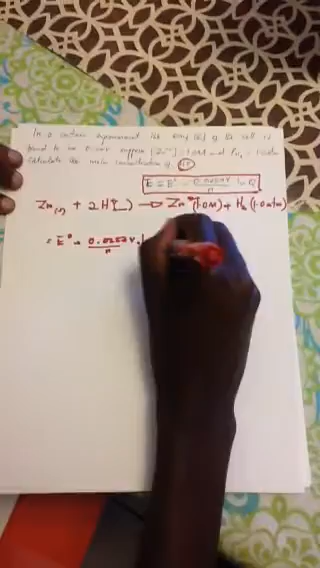 In a certain experiment the emf (E) of the cell is
found to be 0.54V. Suppose [Zn²⁺] = 1.0M and P_H₂ = 1.0atm
Calculate the molar concentration of H⁺
E = E° - 0.0257V/n ln Q
Zn(s) + 2H⁺(_) → Zn²⁺(1.0M) + H₂(1.0atm)
= E° - 0.0257V/n